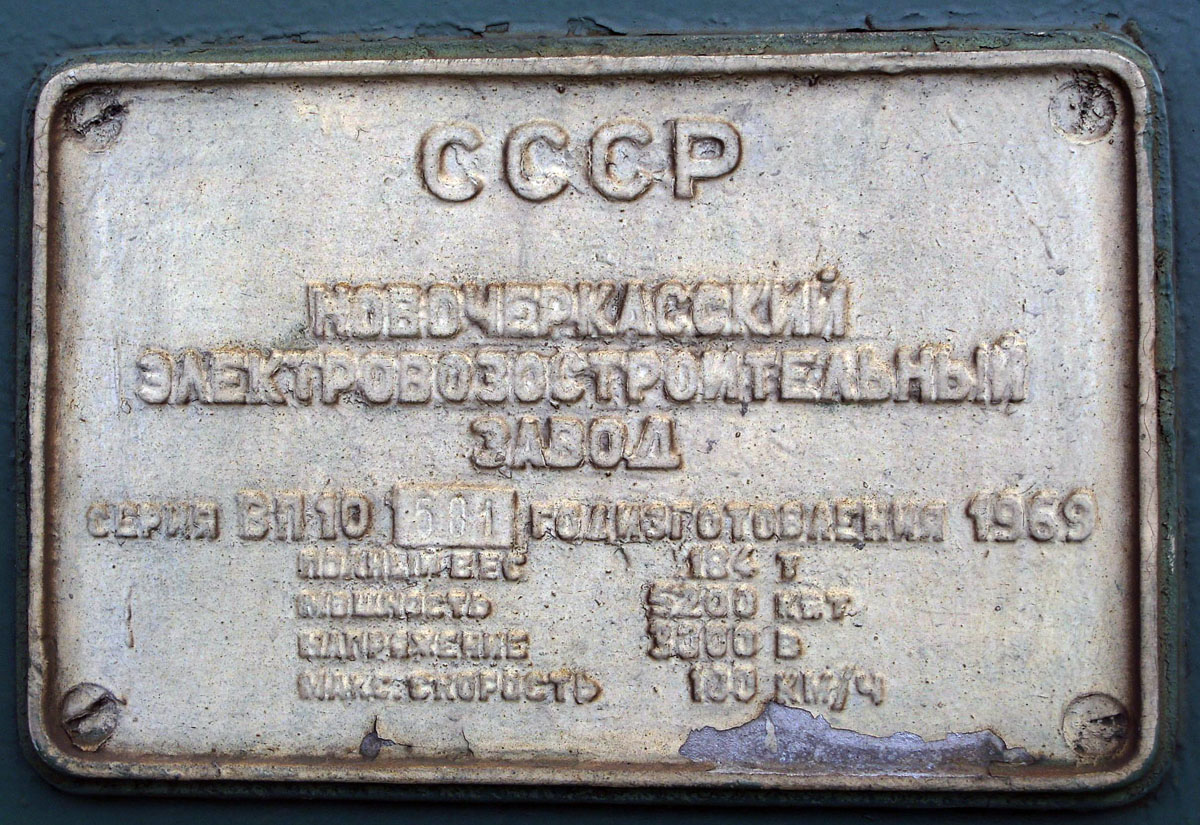 СССР
НОВОЧЕРКАССКИЙ
ЭЛЕКТРОВОЗОСТРОИТЕЛЬНЫЙ
ЗАВОД
СЕРИЯ ВЛ10 ГОД ИЗГОТОВЛЕНИЯ 1969
ПОЛНЫЙ ВЕС 184 Т
МОЩНОСТЬ 5200 КВТ
НАПРЯЖЕНИЕ 3000 В
МАКС. СКОРОСТЬ 100 КМ/Ч